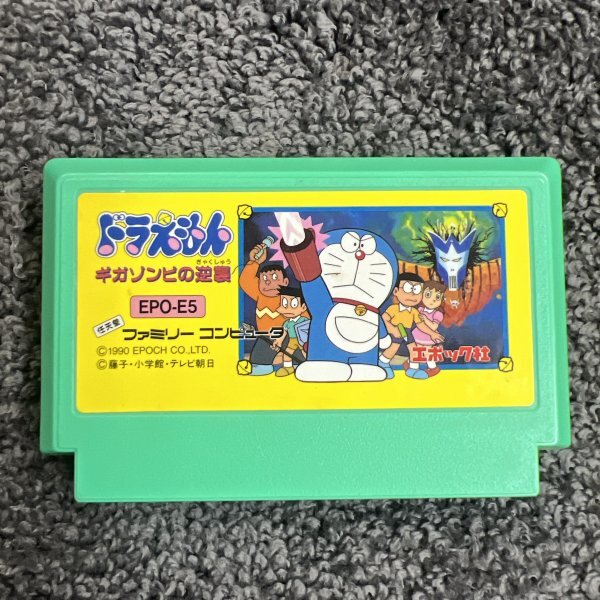 ドラえもん
きゃくしゅう
ギガゾンビの逆襲
EPO-E5
任天堂
ファミリー コンピュータ
©1990 EPOCH CO.,LTD.
©藤子・小学館・テレビ朝日
エポック社